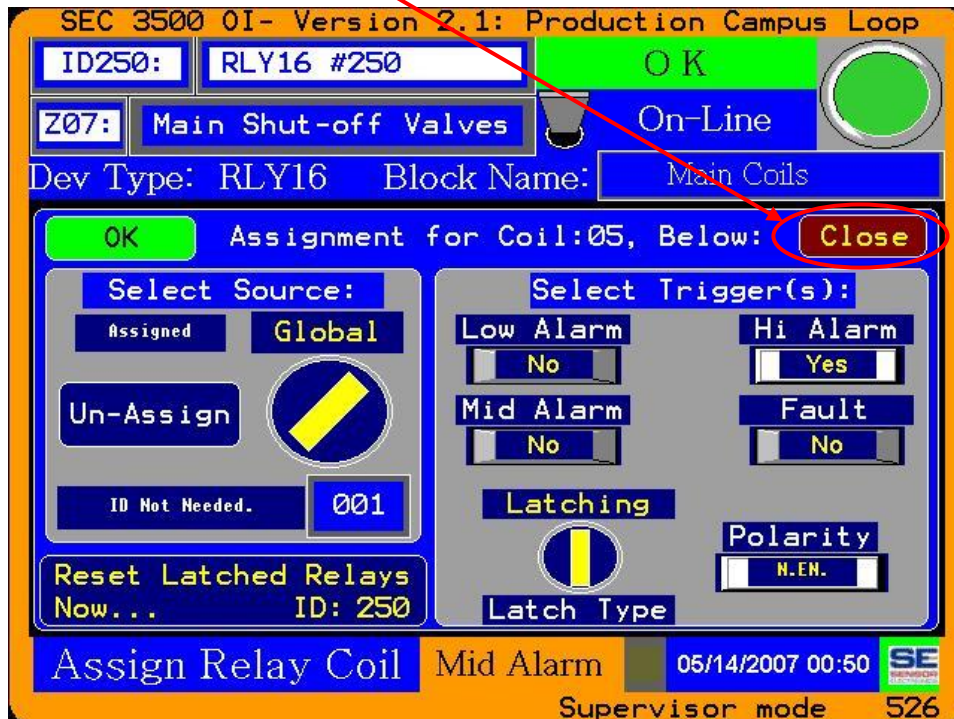 SEC 3500 OI- Version 2.1: Production Campus Loop
ID250: RLY16 #250 OK
Z07: Main Shut-off Valves On-Line
Dev Type: RLY16 Block Name: Main Coils
OK Assignment for Coil:05, Below: Close
Select Source:
Assigned Global
Un-Assign
ID Not Needed. 001
Reset Latched Relays
Now... ID: 250
Select Trigger(s):
Low Alarm Hi Alarm
No Yes
Mid Alarm Fault
No No
Latching
Polarity
N.EN.
Latch Type
Assign Relay Coil Mid Alarm 05/14/2007 00:50 SE
SENSOR
Supervisor mode 526